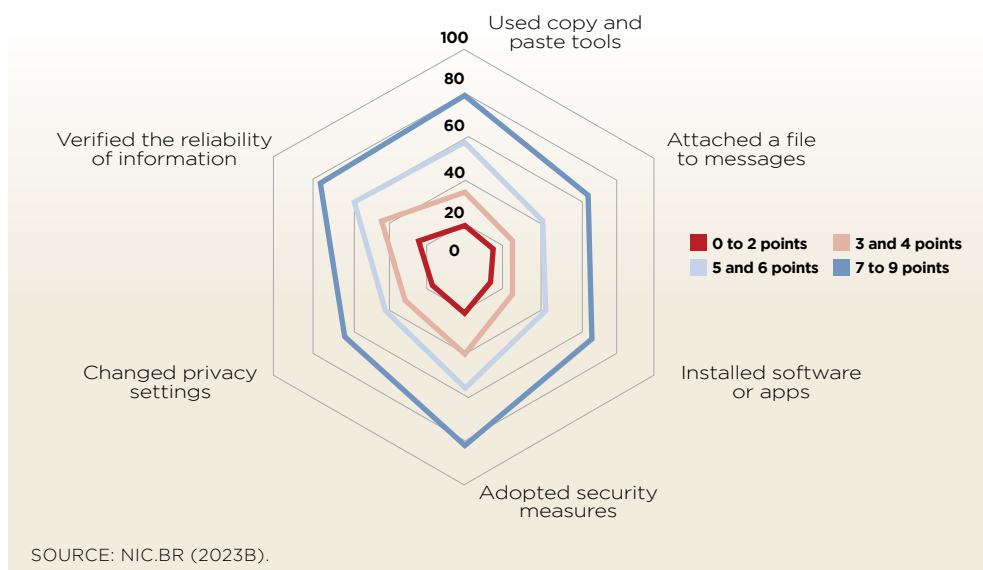 Used copy and
paste tools
100
80
60
40
20
0
Verified the reliability
of information
Attached a file
to messages
0 to 2 points
3 and 4 points
5 and 6 points
7 to 9 points
Changed privacy
settings
Installed software
or apps
Adopted security
measures
SOURCE: NIC.BR (2023B).